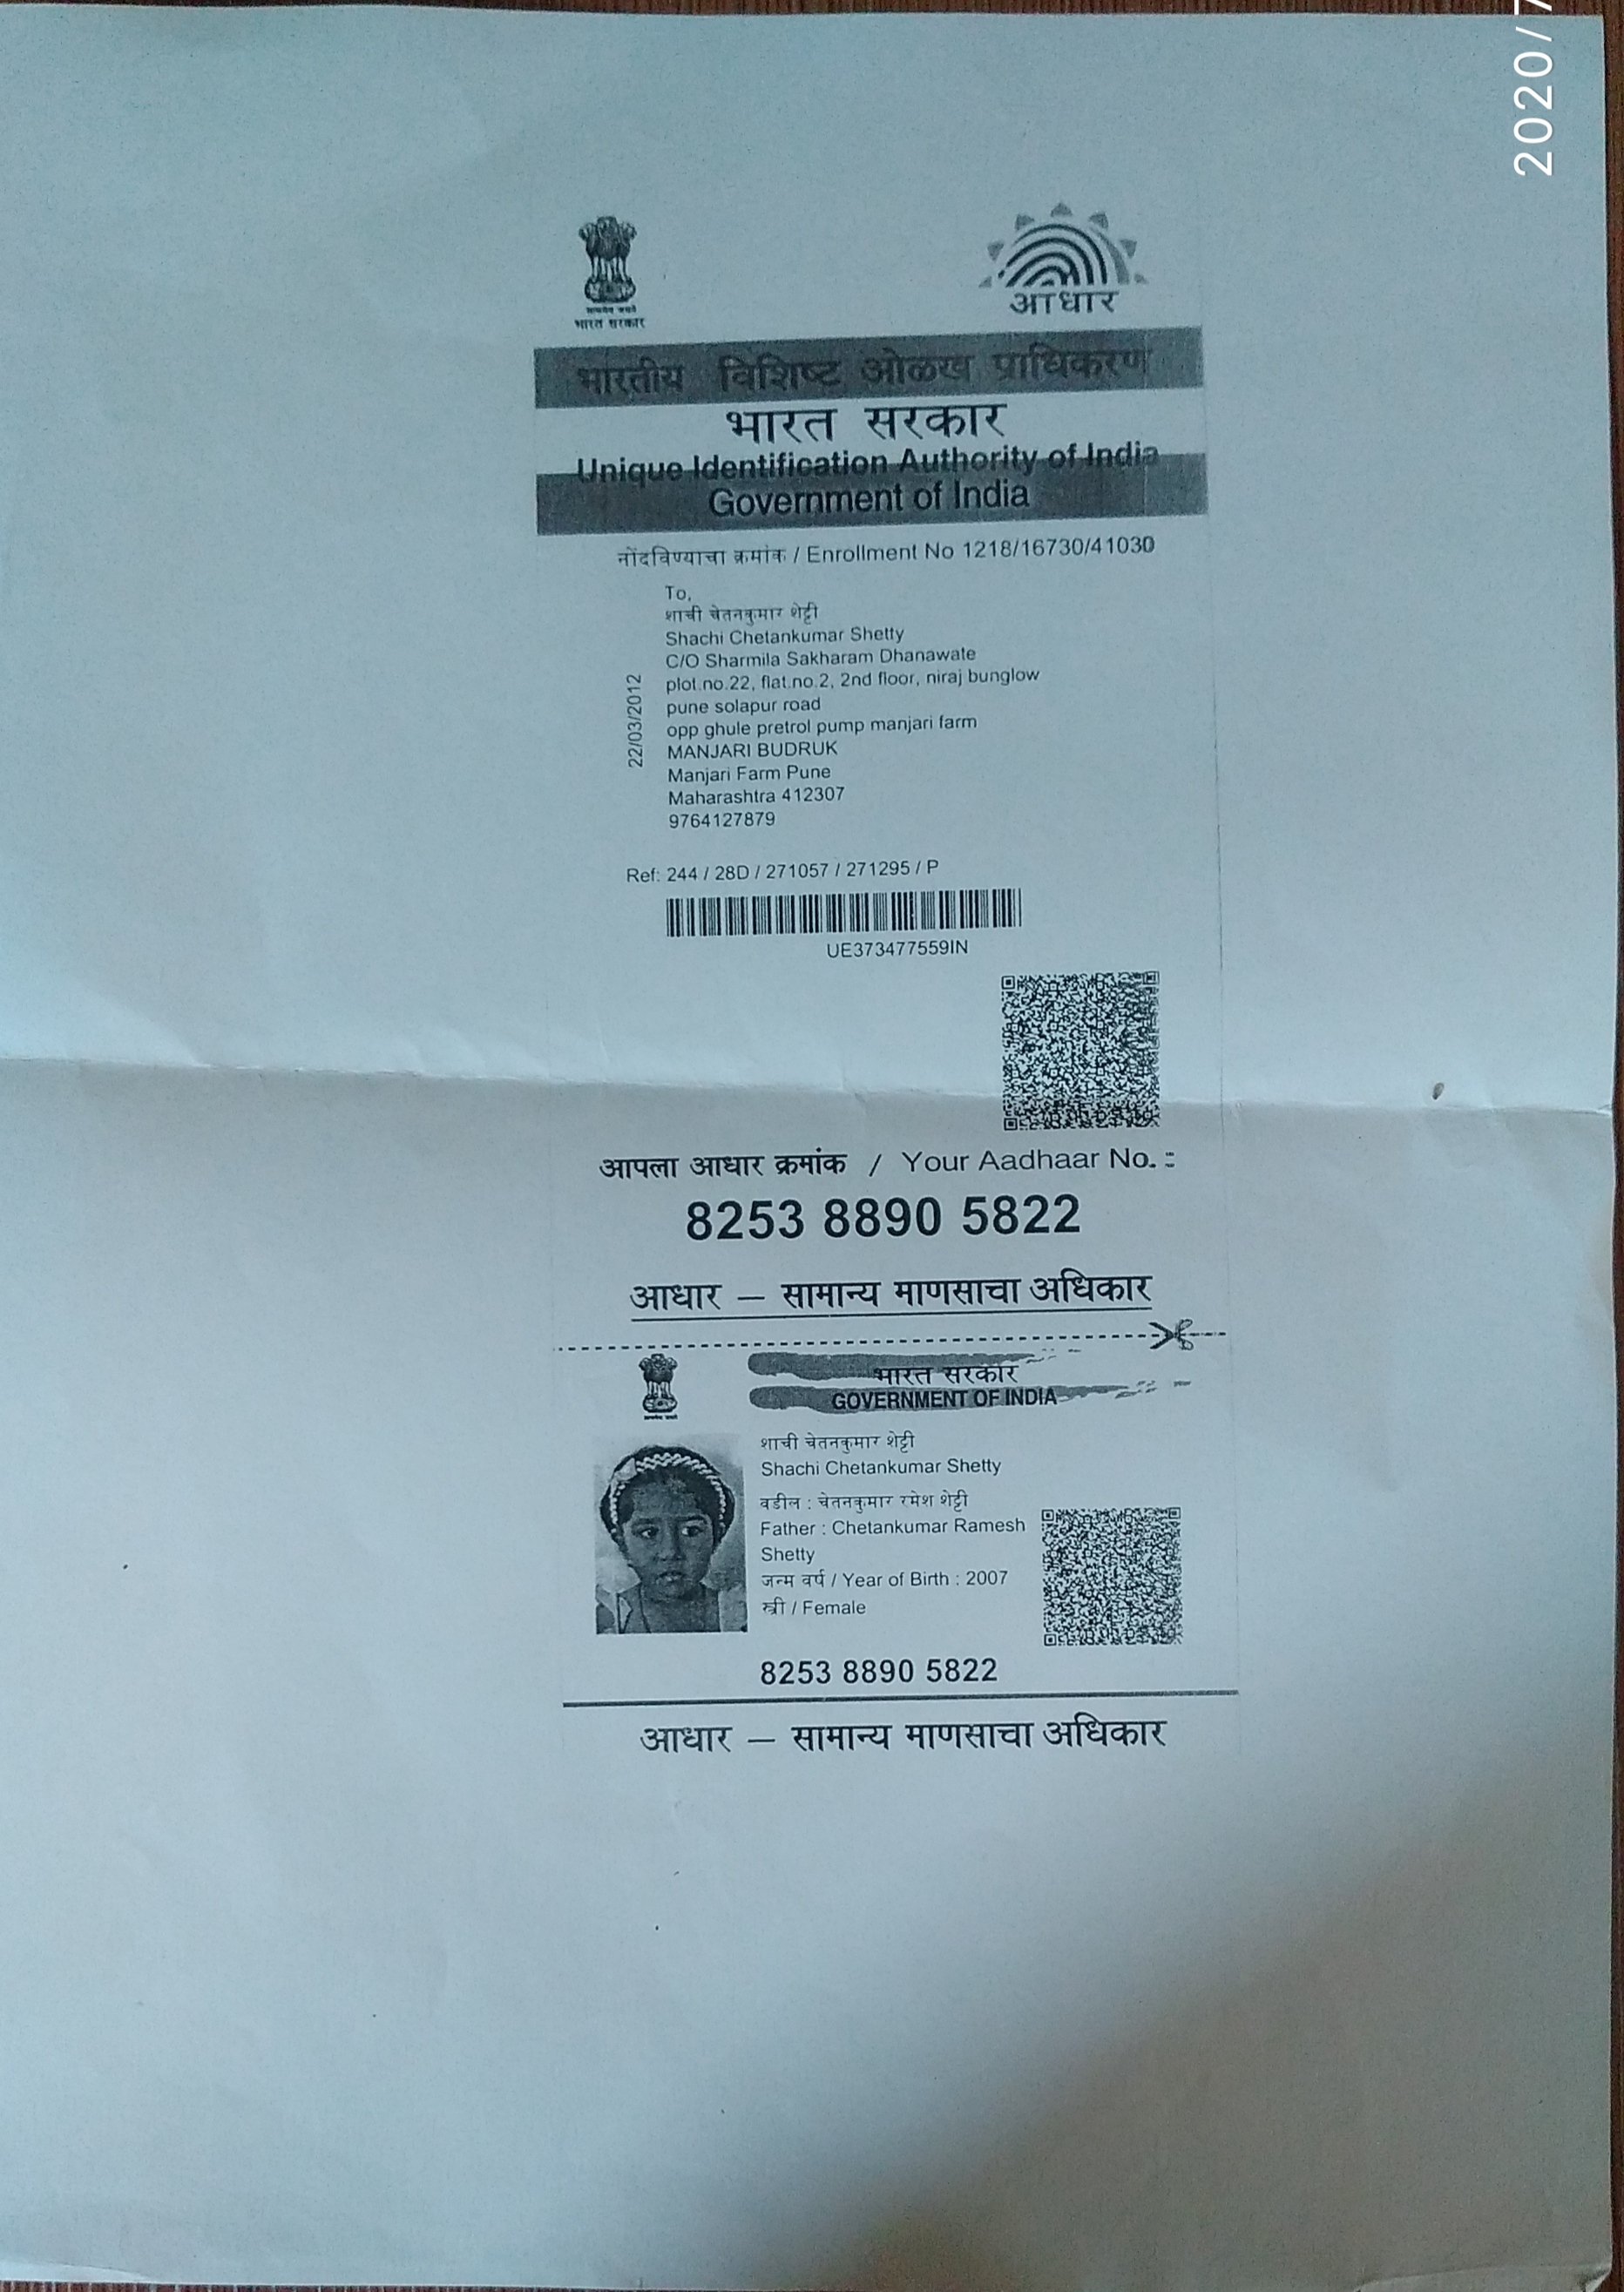 2020/7
भारत सरकार
आधार
भारतीय विशिष्ट ओळख प्राधिकरण
भारत सरकार
Unique Identification Authority of India
Government of India
नोंदविण्याचा क्रमांक / Enrollment No 1218/16730/41030
To,
शाची चेतनकुमार शेट्टी
Shachi Chetankumar Shetty
C/O Sharmila Sakharam Dhanawate
plot.no.22, flat.no.2, 2nd floor, niraj bunglow
pune solapur road
opp ghule pretrol pump manjari farm
MANJARI BUDRUK
Manjari Farm Pune
Maharashtra 412307
9764127879
22/03/2012
Ref: 244 / 28D / 271057 / 271295 / P
UE373477559IN
आपला आधार क्रमांक / Your Aadhaar No. :
8253 8890 5822
आधार — सामान्य माणसाचा अधिकार
भारत सरकार
GOVERNMENT OF INDIA
शाची चेतनकुमार शेट्टी
Shachi Chetankumar Shetty
वडील : चेतनकुमार रमेश शेट्टी
Father : Chetankumar Ramesh
Shetty
जन्म वर्ष / Year of Birth : 2007
स्त्री / Female
8253 8890 5822
आधार — सामान्य माणसाचा अधिकार